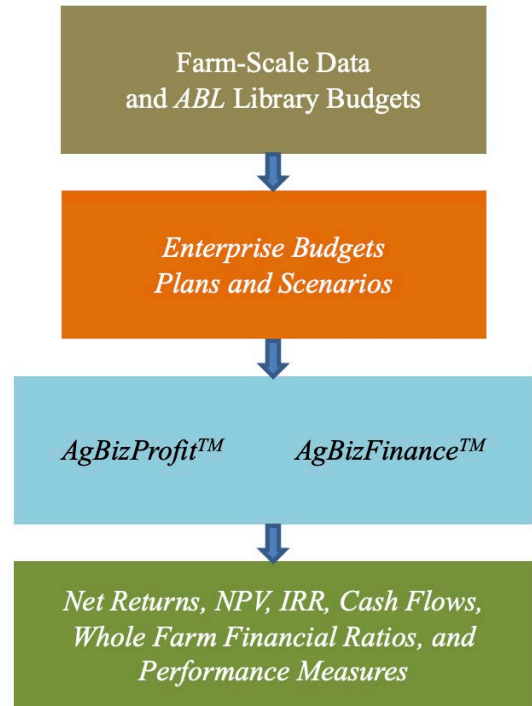 Farm-Scale Data
and ABL Library Budgets
Enterprise Budgets
Plans and Scenarios
AgBizProfit™ AgBizFinance™
Net Returns, NPV, IRR, Cash Flows,
Whole Farm Financial Ratios, and
Performance Measures